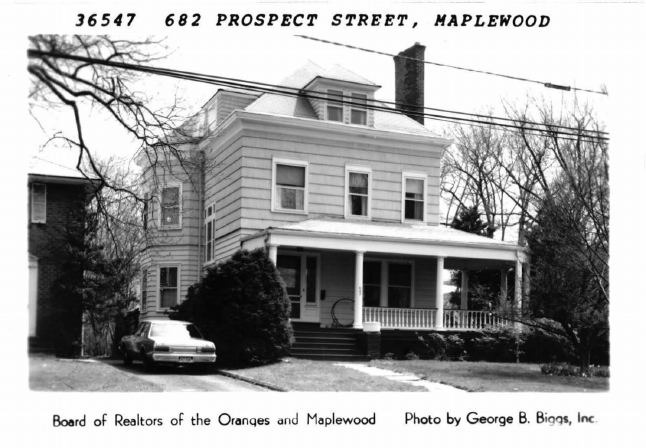 36547 682 PROSPECT STREET, MAPLEWOOD
Board of Realtors of the Oranges and Maplewood Photo by George B. Biggs, Inc.